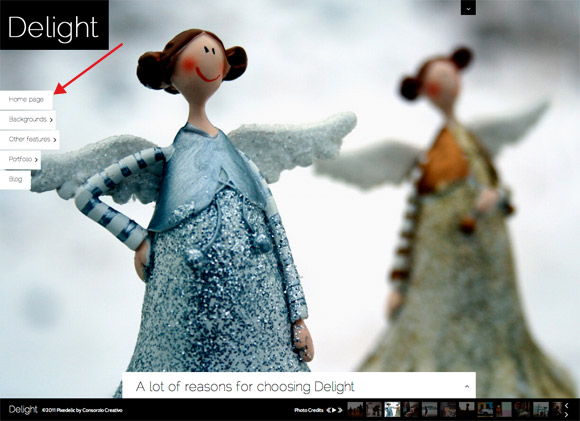 Delight
Home page
Backgrounds
Other features
Portfolio
Blog
A lot of reasons for choosing Delight
Delight ©2011 Pixedelic by Consorzio Creativo Photo Credits